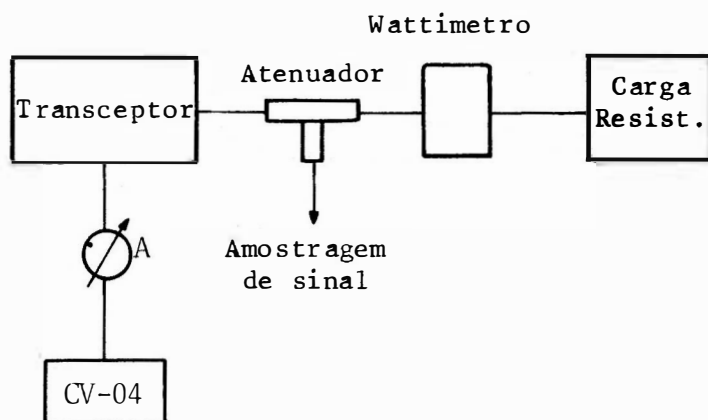 Wattimetro
Atenuador
Transceptor
Carga
Resist.
A
Amostragem
de sinal
CV-04